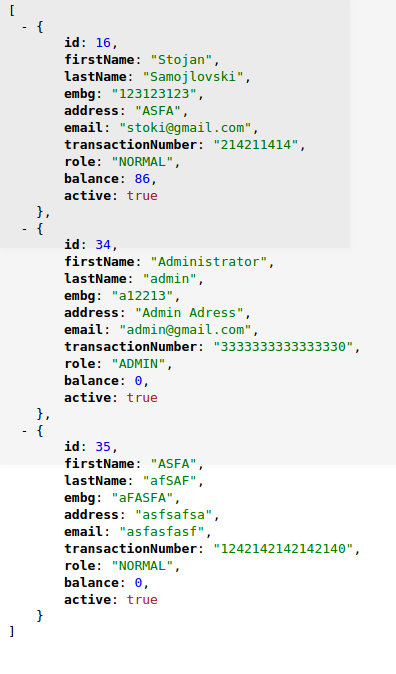 [
- {
id: 16,
firstName: "Stojan",
lastName: "Samojlovski",
embg: "123123123",
address: "ASFA",
email: "stoki@gmail.com",
transactionNumber: "214211414",
role: "NORMAL",
balance: 86,
active: true
},
- {
id: 34,
firstName: "Administrator",
lastName: "admin",
embg: "a12213",
address: "Admin Adress",
email: "admin@gmail.com",
transactionNumber: "3333333333333330",
role: "ADMIN",
balance: 0,
active: true
},
- {
id: 35,
firstName: "ASFA",
lastName: "afSAF",
embg: "aFASFA",
address: "asfsafsa",
email: "asfasfasf",
transactionNumber: "1242142142142140",
role: "NORMAL",
balance: 0,
active: true
}
]